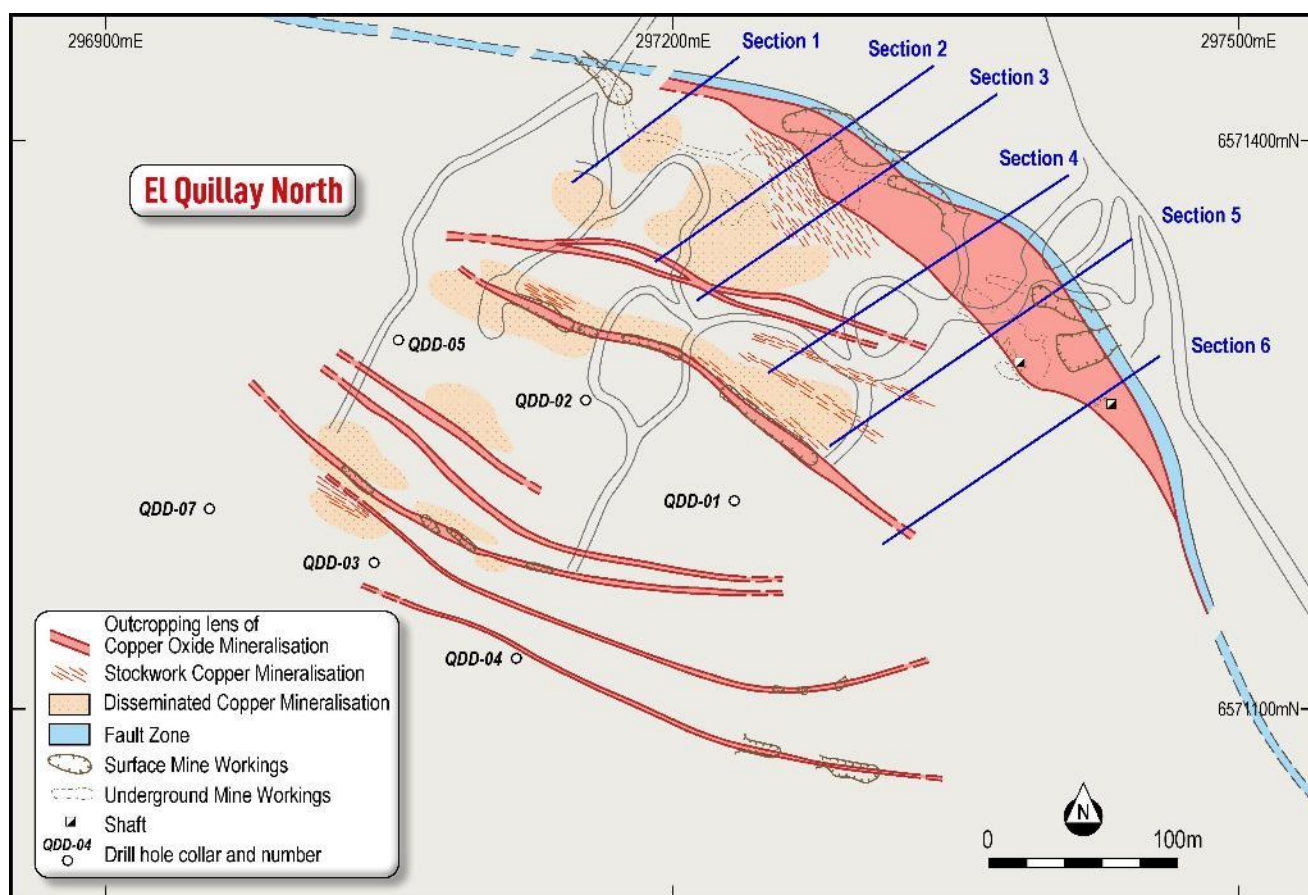 296900mE
297200mE
297500mE
Section 1
Section 2
Section 3
6571400mN
Section 4
El Quillay North
Section 5
QDD-05
Section 6
QDD-02
QDD-01
QDD-07
QDD-03
Outcropping lens of
Copper Oxide Mineralisation
Stockwork Copper Mineralisation
Disseminated Copper Mineralisation
Fault Zone
Surface Mine Workings
Underground Mine Workings
Shaft
QDD-04
Drill hole collar and number
QDD-04
6571100mN
N
0
100m